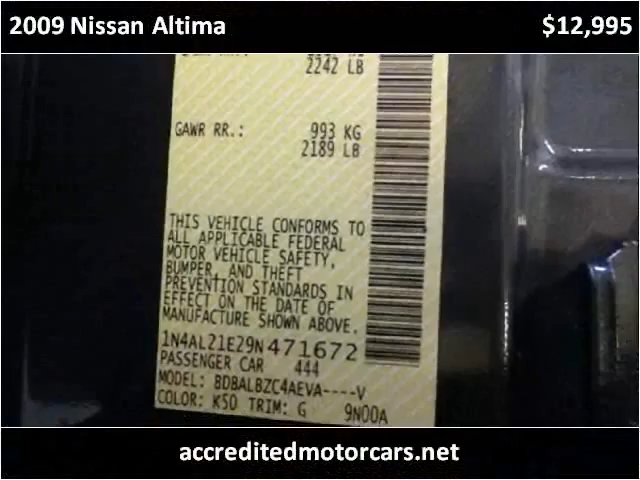 2009 Nissan Altima $12,995
2242 LB
GAWR RR.: 993 KG
2189 LB
THIS VEHICLE CONFORMS TO
ALL APPLICABLE FEDERAL
MOTOR VEHICLE SAFETY,
BUMPER, AND THEFT
PREVENTION STANDARDS IN
EFFECT ON THE DATE OF
MANUFACTURE SHOWN ABOVE.
1N4AL21E29N471672
PASSENGER CAR 444
MODEL: BDBALBZC4AEVA----V
COLOR: K50 TRIM: G 9N00A
accreditedmotorcars.net